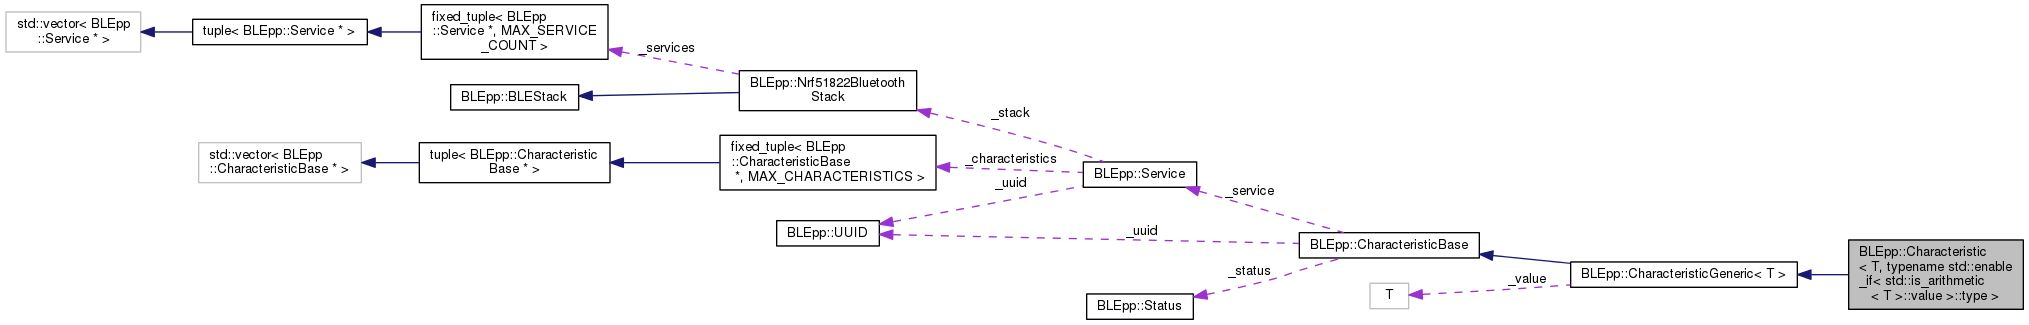 std::vector< BLEpp
::Service * >
tuple< BLEpp::Service * >
fixed_tuple< BLEpp
::Service *, MAX_SERVICE
_COUNT >
_services
BLEpp::BLEStack
BLEpp::Nrf51822Bluetooth
Stack
_stack
std::vector< BLEpp
::CharacteristicBase * >
tuple< BLEpp::Characteristic
Base * >
fixed_tuple< BLEpp
::CharacteristicBase
*, MAX_CHARACTERISTICS >
_characteristics
_uuid
BLEpp::Service
_service
BLEpp::UUID
_uuid
BLEpp::CharacteristicBase
_status
BLEpp::Status
BLEpp::CharacteristicGeneric< T >
_value
T
BLEpp::Characteristic
< T, typename std::enable
_if< std::is_arithmetic
< T >::value >::type >